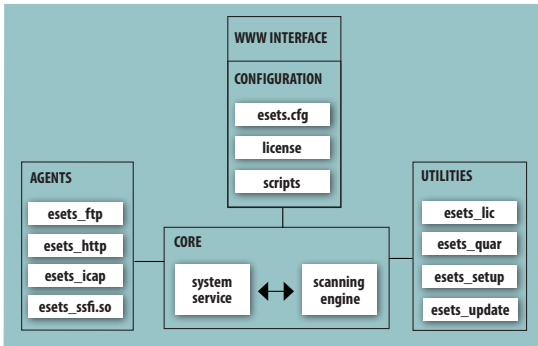 WWW INTERFACE
CONFIGURATION
esets.cfg
license
scripts
AGENTS
esets_ftp
esets_http
esets_icap
esets_ssfi.so
CORE
system
service
scanning
engine
UTILITIES
esets_lic
esets_quar
esets_setup
esets_update